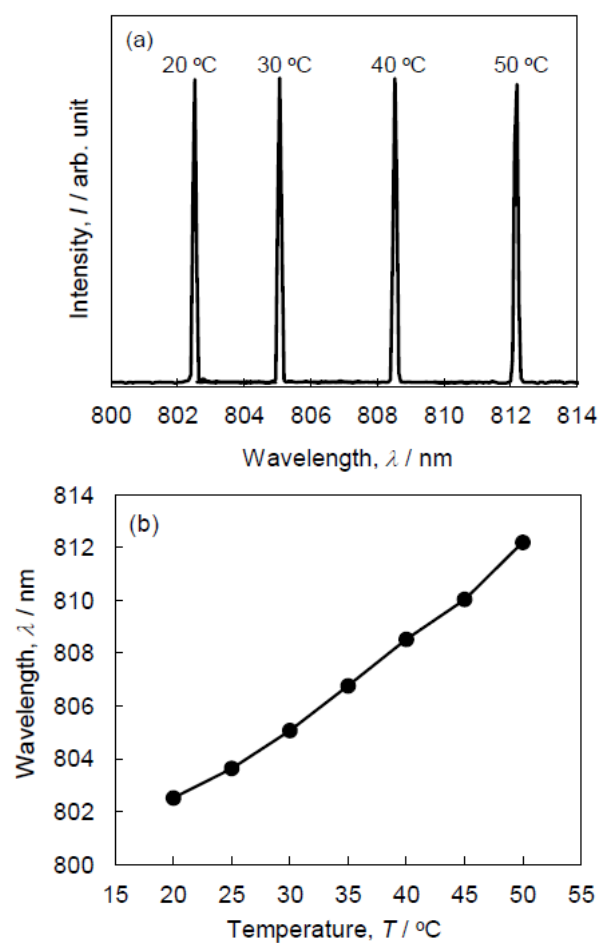 (a)
20 ºC 30 ºC 40 ºC 50 ºC
Intensity, I / arb. unit
800 802 804 806 808 810 812 814
Wavelength, λ / nm
(b)
814
812
810
808
806
804
802
800
Wavelength, λ / nm
15 20 25 30 35 40 45 50 55
Temperature, T / ºC